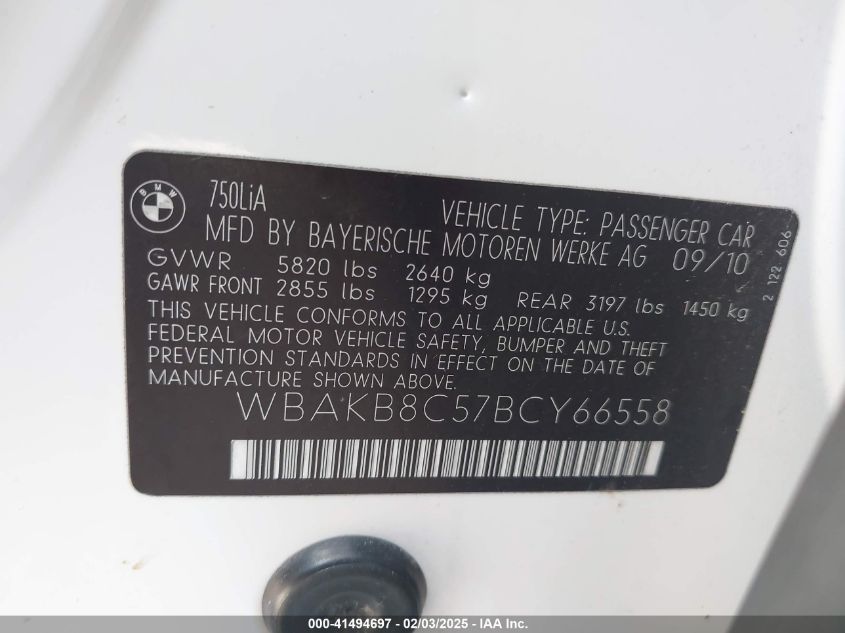 BMW
750LiA
VEHICLE TYPE: PASSENGER CAR
MFD BY BAYERISCHE MOTOREN WERKE AG 09/10
GVWR 5820 lbs 2640 kg
GAWR FRONT 2855 lbs 1295 kg REAR 3197 lbs 1450 kg
THIS VEHICLE CONFORMS TO ALL APPLICABLE U.S.
FEDERAL MOTOR VEHICLE SAFETY, BUMPER AND THEFT
PREVENTION STANDARDS IN EFFECT ON THE DATE OF
MANUFACTURE SHOWN ABOVE.
WBAKB8C57BCY66558
2 122 606
000-41494697 - 02/03/2025 - IAA Inc.